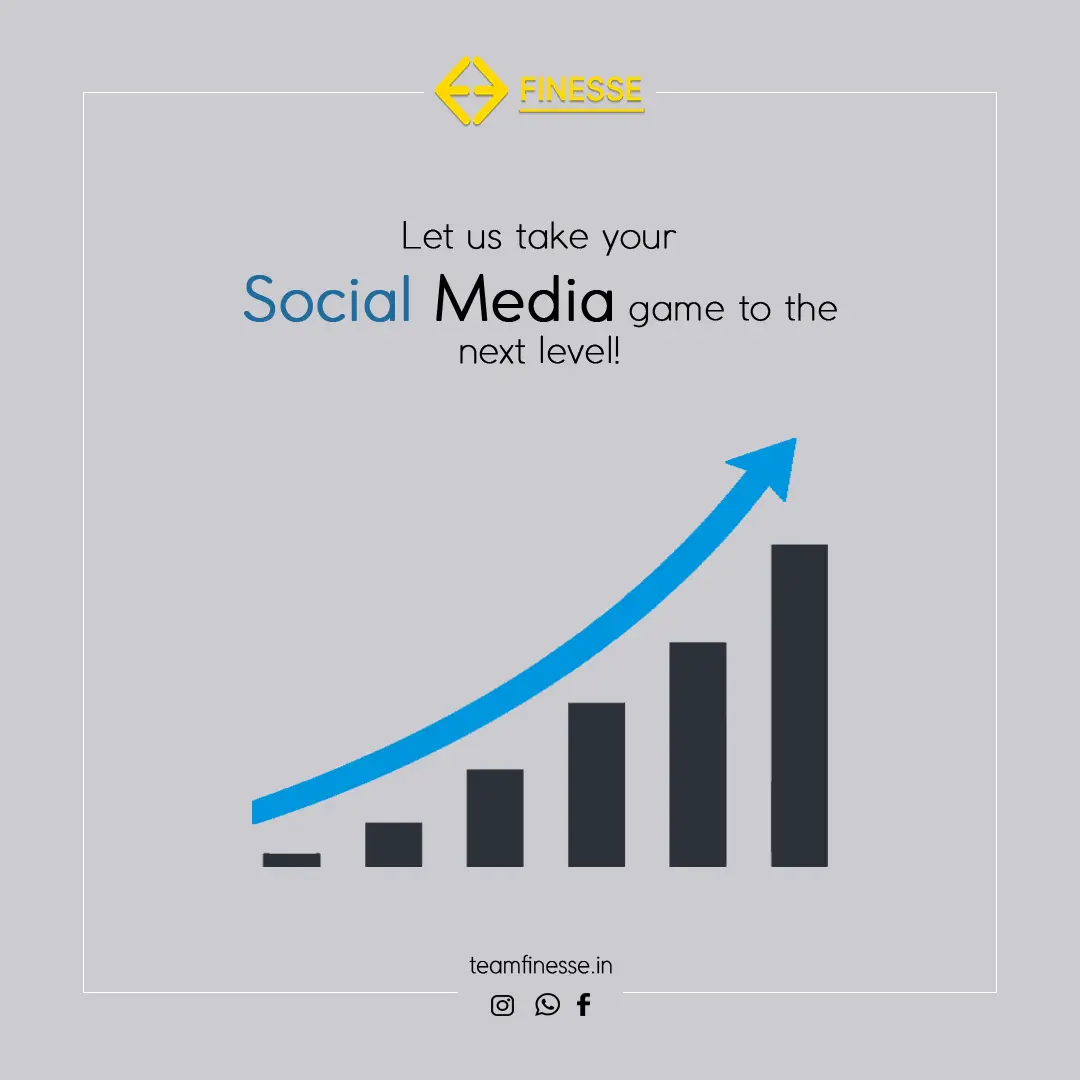 FINESSE
Let us take your
Social Media game to the
next level!
teamfinesse.in